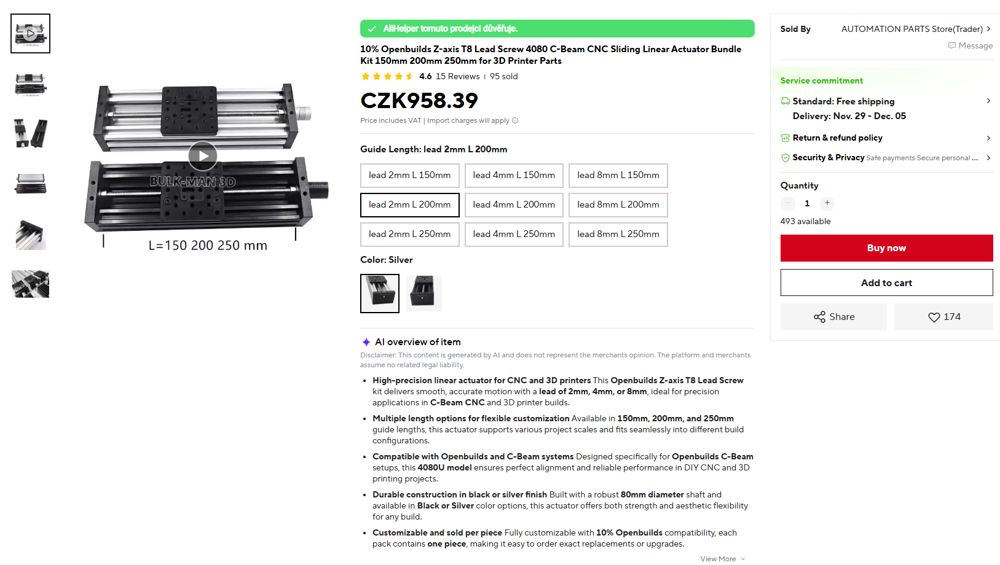 BULK-MAN 3D
L=150 200 250 mm
AliHelper tomuto prodejci důvěřuje.
10% Openbuilds Z-axis T8 Lead Screw 4080 C-Beam CNC Sliding Linear Actuator Bundle
Kit 150mm 200mm 250mm for 3D Printer Parts
4.6 15 Reviews | 95 sold
CZK958.39
Price includes VAT | Import charges will apply
Guide Length: lead 2mm L 200mm
lead 2mm L 150mm lead 4mm L 150mm lead 8mm L 150mm
lead 2mm L 200mm lead 4mm L 200mm lead 8mm L 200mm
lead 2mm L 250mm lead 4mm L 250mm lead 8mm L 250mm
Color: Silver
AI overview of item
Disclaimer: This content is generated by AI and does not represent the merchants opinion. The platform and merchants
assume no related legal liability.
• High-precision linear actuator for CNC and 3D printers This Openbuilds Z-axis T8 Lead Screw
kit delivers smooth, accurate motion with a lead of 2mm, 4mm, or 8mm, ideal for precision
applications in C-Beam CNC and 3D printer builds.
• Multiple length options for flexible customization Available in 150mm, 200mm, and 250mm
guide lengths, this actuator supports various project scales and fits seamlessly into different build
configurations.
• Compatible with Openbuilds and C-Beam systems Designed specifically for Openbuilds C-Beam
setups, this 4080U model ensures perfect alignment and reliable performance in DIY CNC and 3D
printing projects.
• Durable construction in black or silver finish Built with a robust 80mm diameter shaft and
available in Black or Silver color options, this actuator offers both strength and aesthetic flexibility
for any build.
• Customizable and sold per piece Fully customizable with 10% Openbuilds compatibility, each
pack contains one piece, making it easy to order exact replacements or upgrades.
View More
Sold By AUTOMATION PARTS Store(Trader)
Message
Service commitment
Standard: Free shipping
Delivery: Nov. 29 - Dec. 05
Return & refund policy
Security & Privacy Safe payments Secure personal ...
Quantity
- 1 +
493 available
Buy now
Add to cart
Share 174